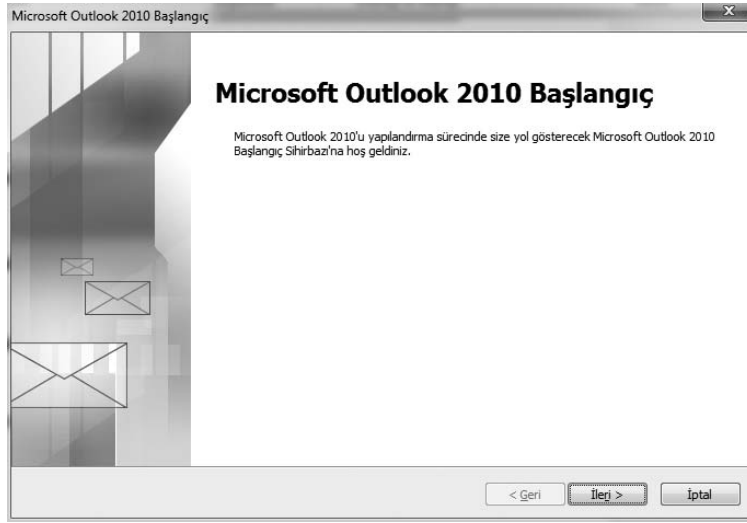 Microsoft Outlook 2010 Başlangıç
Microsoft Outlook 2010 Başlangıç
Microsoft Outlook 2010'u yapılandırma sürecinde size yol gösterecek Microsoft Outlook 2010
Başlangıç Sihirbazı'na hoş geldiniz.
< Geri İleri > İptal